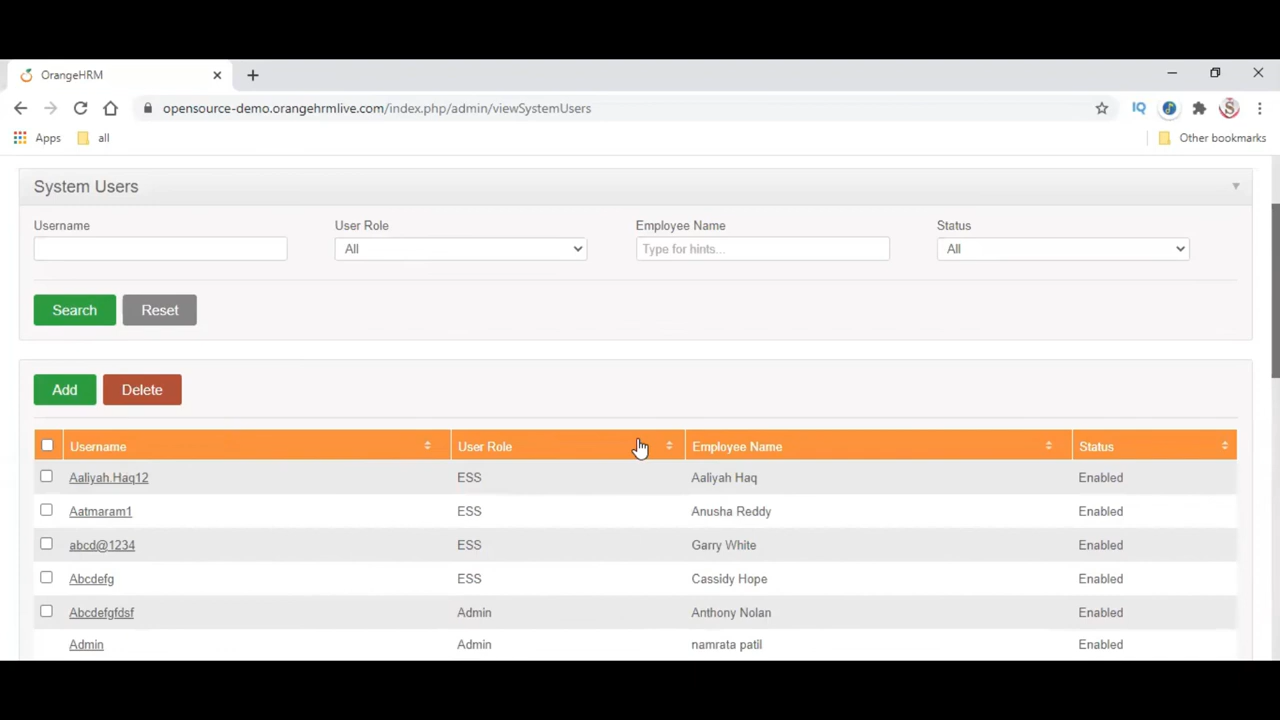 OrangeHRM
opensource-demo.orangehrmlive.com/index.php/admin/viewSystemUsers
Apps all Other bookmarks
System Users
Username User Role Employee Name Status
All Type for hints... All
Search Reset
Add Delete
Username User Role Employee Name Status
Aaliyah.Haq12 ESS Aaliyah Haq Enabled
Aatmaram1 ESS Anusha Reddy Enabled
abcd@1234 ESS Garry White Enabled
Abcdefg ESS Cassidy Hope Enabled
Abcdefgfdsf Admin Anthony Nolan Enabled
Admin Admin namrata patil Enabled